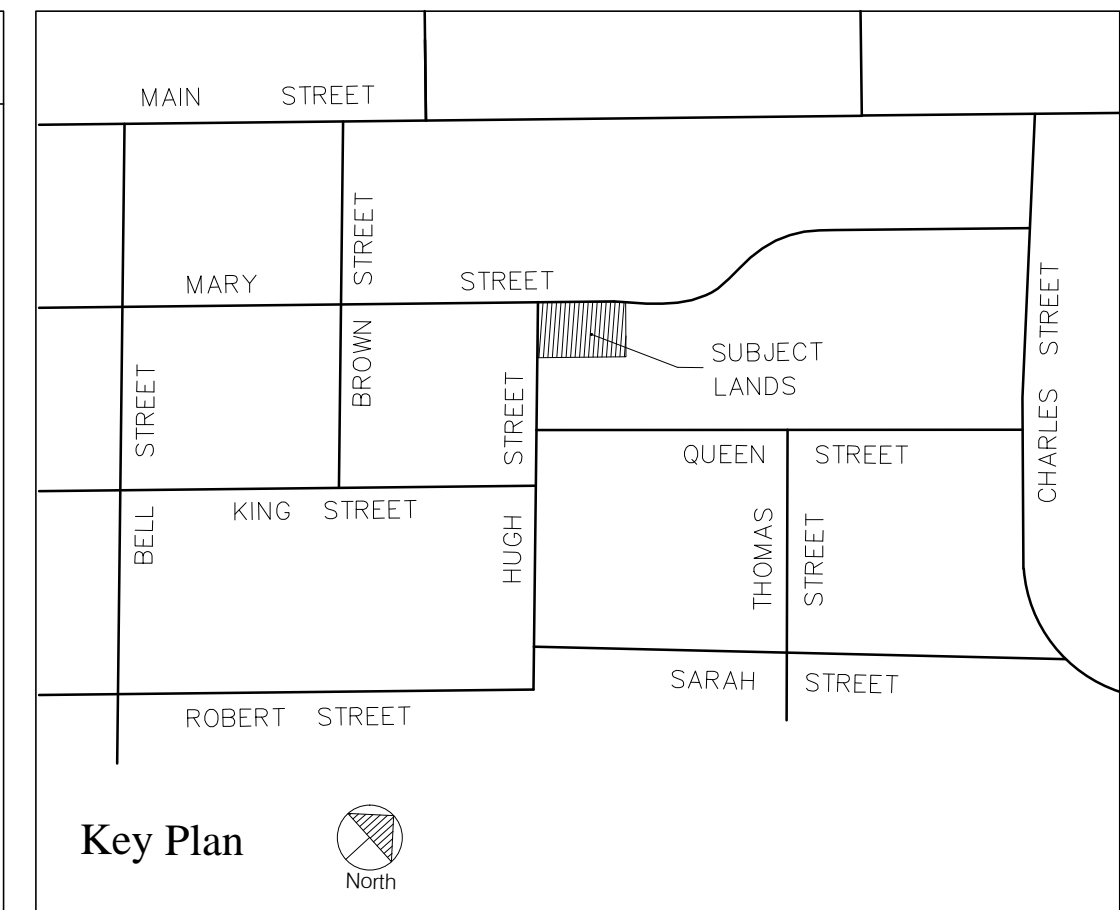 MAIN STREET
STREET
MARY STREET
BROWN
STREET
SUBJECT
LANDS
STREET
STREET
CHARLES STREET
QUEEN STREET
KING STREET
BELL
HUGH
THOMAS
STREET
SARAH STREET
ROBERT STREET
Key Plan
North